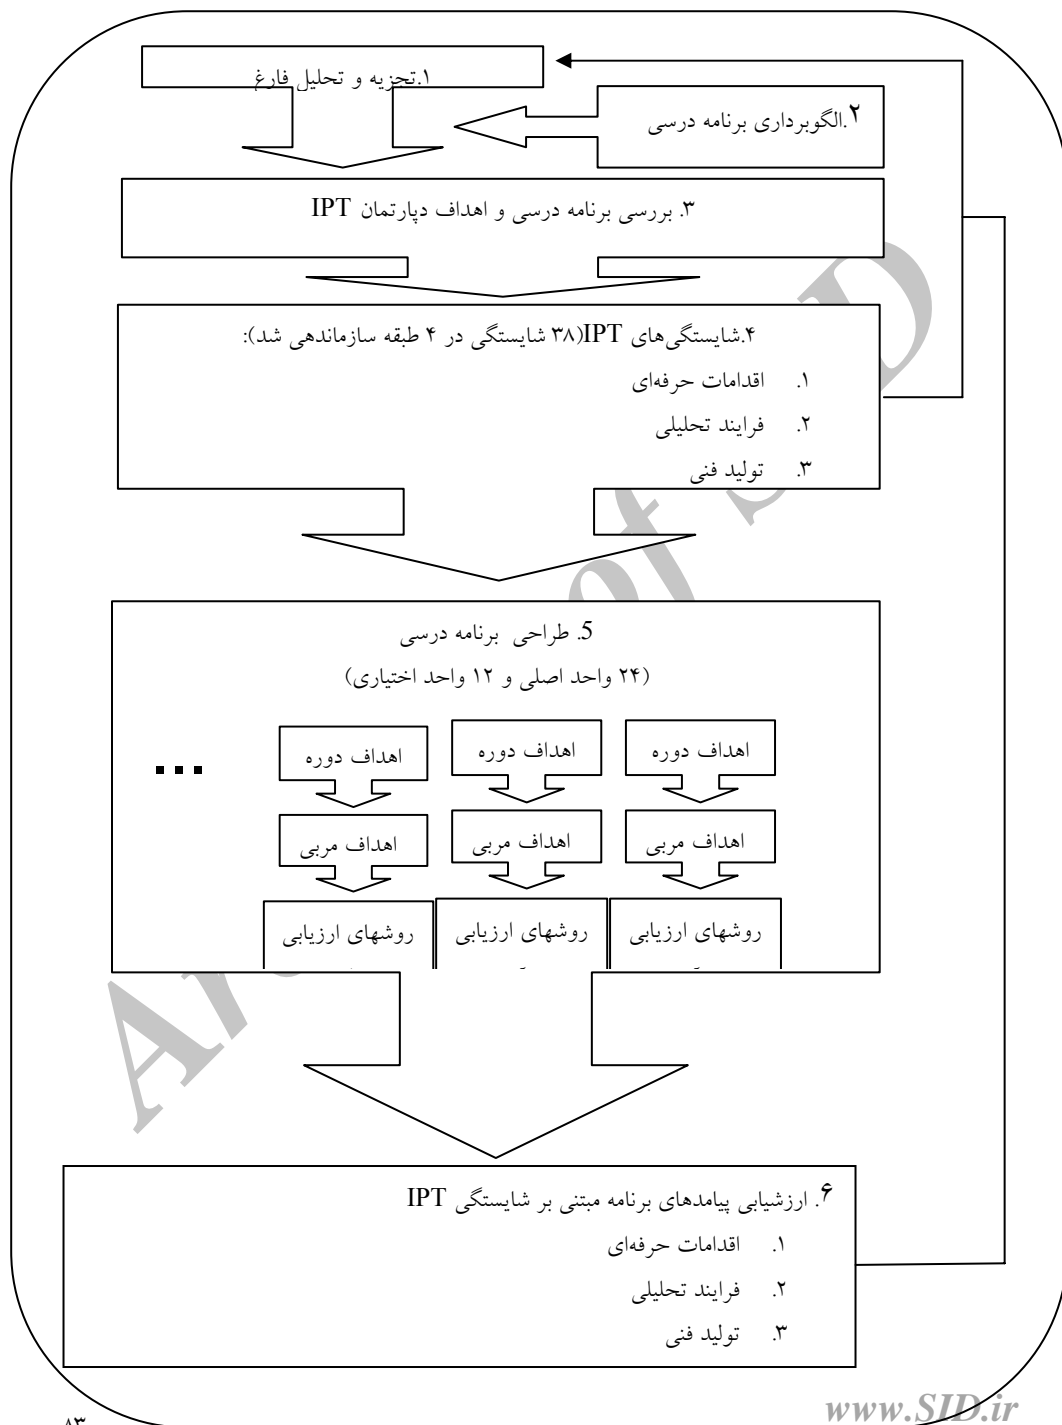 ۱.تجزیه و تحلیل فارغ
۲.الگوبرداری برنامه درسی
۳. بررسی برنامه درسی و اهداف دپارتمان IPT
۴.شایستگی‌های IPT(۳۸ شایستگی در ۴ طبقه سازماندهی شد):
۱. اقدامات حرفه‌ای
۲. فرایند تحلیلی
۳. تولید فنی
5. طراحی برنامه درسی
(۲۴ واحد اصلی و ۱۲ واحد اختیاری)
اهداف دوره
اهداف دوره
اهداف دوره
...
اهداف مربی
اهداف مربی
اهداف مربی
روشهای ارزیابی
روشهای ارزیابی
روشهای ارزیابی
۶. ارزشیابی پیامدهای برنامه مبتنی بر شایستگی IPT
۱. اقدامات حرفه‌ای
۲. فرایند تحلیلی
۳. تولید فنی
www.SID.ir
۸۳